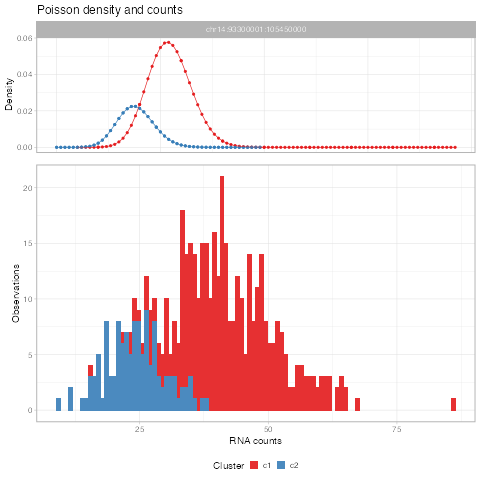 Poisson density and counts
chr14:93300001:105450000
Density
0.06
0.04
0.02
0.00
Observations
20
15
10
5
0
25
50
75
RNA counts
Cluster
c1
c2